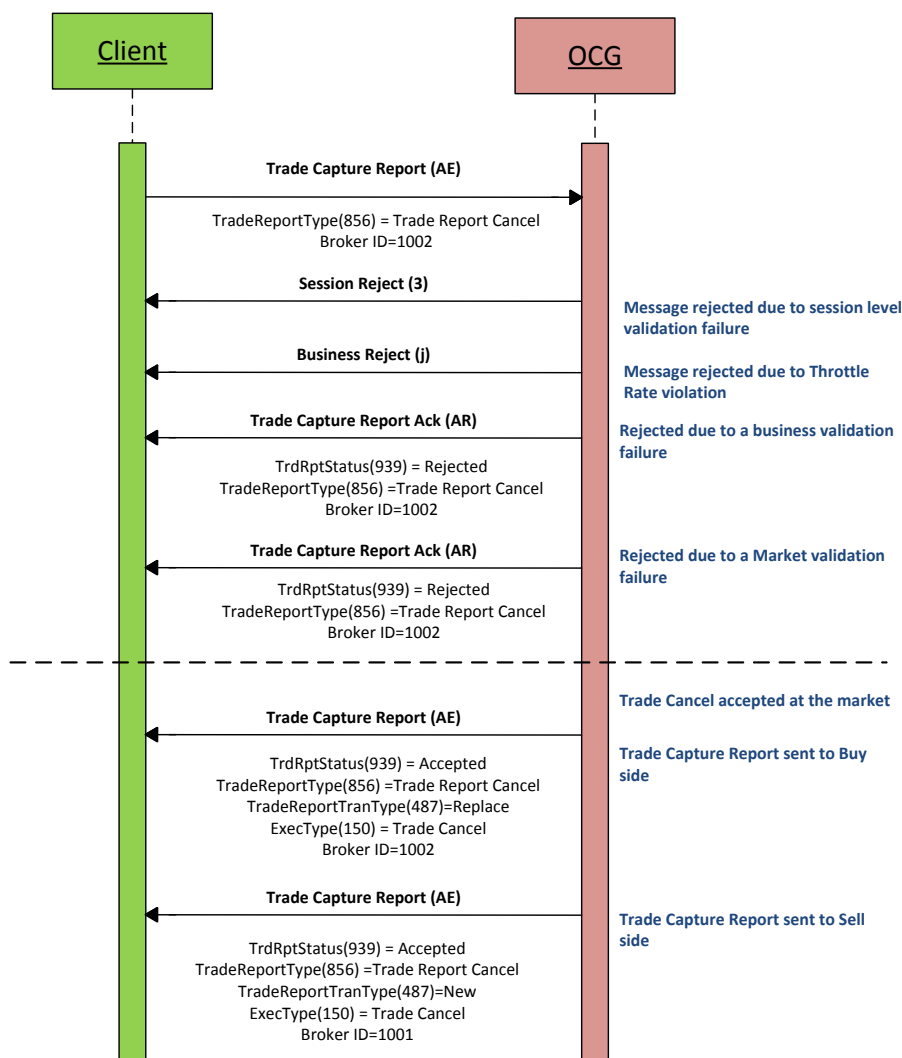 Client
OCG
Trade Capture Report (AE)
TradeReportType(856) = Trade Report Cancel
Broker ID=1002
Session Reject (3)
Message rejected due to session level
validation failure
Business Reject (j)
Message rejected due to Throttle
Rate violation
Trade Capture Report Ack (AR)
Rejected due to a business validation
failure
TrdRptStatus(939) = Rejected
TradeReportType(856) =Trade Report Cancel
Broker ID=1002
Trade Capture Report Ack (AR)
Rejected due to a Market validation
failure
TrdRptStatus(939) = Rejected
TradeReportType(856) =Trade Report Cancel
Broker ID=1002
Trade Cancel accepted at the market
Trade Capture Report (AE)
Trade Capture Report sent to Buy
side
TrdRptStatus(939) = Accepted
TradeReportType(856) =Trade Report Cancel
TradeReportTranType(487)=Replace
ExecType(150) = Trade Cancel
Broker ID=1002
Trade Capture Report (AE)
Trade Capture Report sent to Sell
side
TrdRptStatus(939) = Accepted
TradeReportType(856) =Trade Report Cancel
TradeReportTranType(487)=New
ExecType(150) = Trade Cancel
Broker ID=1001